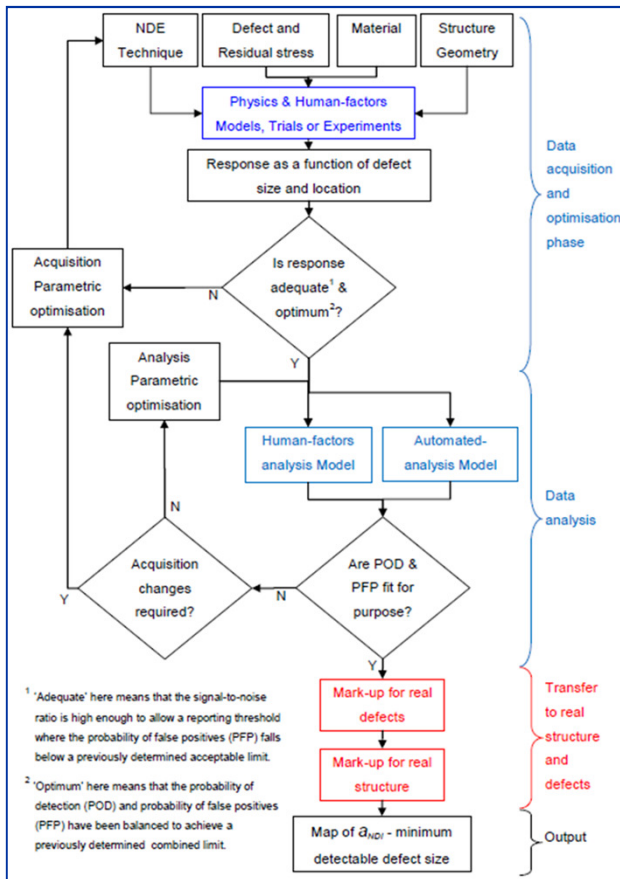 NDE
Technique
Defect and
Residual stress
Material
Structure
Geometry
Physics & Human-factors
Models, Trials or Experiments
Response as a function of defect
size and location
Data
acquisition
and
optimisation
phase
Is response
adequate¹ &
optimum²?
N
Acquisition
Parametric
optimisation
Y
Analysis
Parametric
optimisation
Human-factors
analysis Model
Automated-
analysis Model
Data
analysis
N
Acquisition
changes
required?
Y
N
Are POD &
PFP fit for
purpose?
Y
Mark-up for real
defects
Mark-up for real
structure
Transfer
to real
structure
and
defects
Map of aNDI - minimum
detectable defect size
Output
¹ 'Adequate' here means that the signal-to-noise
ratio is high enough to allow a reporting threshold
where the probability of false positives (PFP) falls
below a previously determined acceptable limit.
² 'Optimum' here means that the probability of
detection (POD) and probability of false positives
(PFP) have been balanced to achieve a
previously determined combined limit.